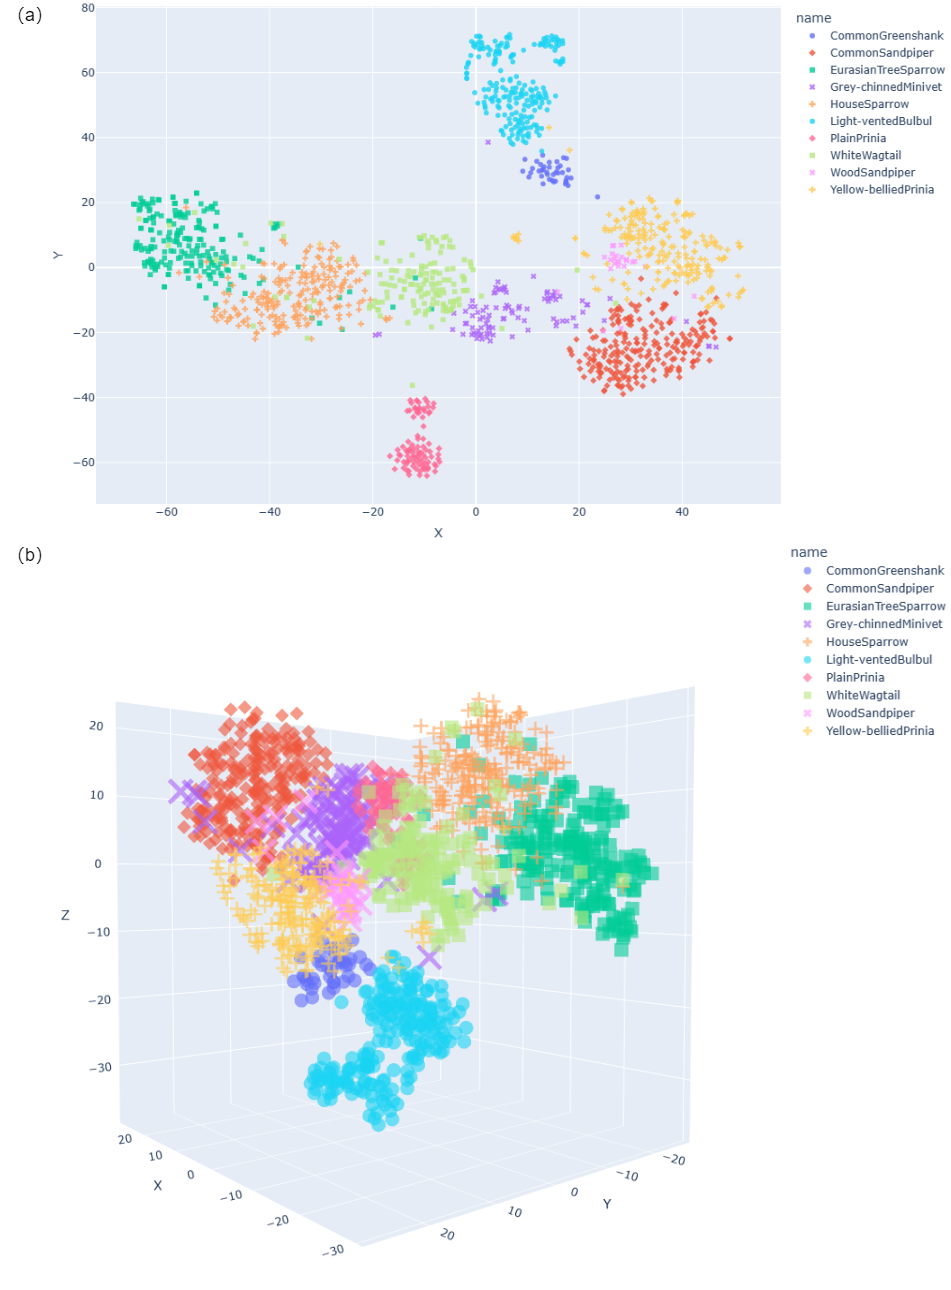 (a)
name
CommonGreenshank
CommonSandpiper
EurasianTreeSparrow
Grey-chinnedMinivet
HouseSparrow
Light-ventedBulbul
PlainPrinia
WhiteWagtail
WoodSandpiper
Yellow-belliedPrinia
80
60
40
20
0
−20
−40
−60
Y
−60 −40 −20 0 20 40
X
(b)
name
CommonGreenshank
CommonSandpiper
EurasianTreeSparrow
Grey-chinnedMinivet
HouseSparrow
Light-ventedBulbul
PlainPrinia
WhiteWagtail
WoodSandpiper
Yellow-belliedPrinia
20
10
0
−10
−20
−30
Z
20
10
0
−10
−20
−30
X
20
10
0
−10
−20
Y